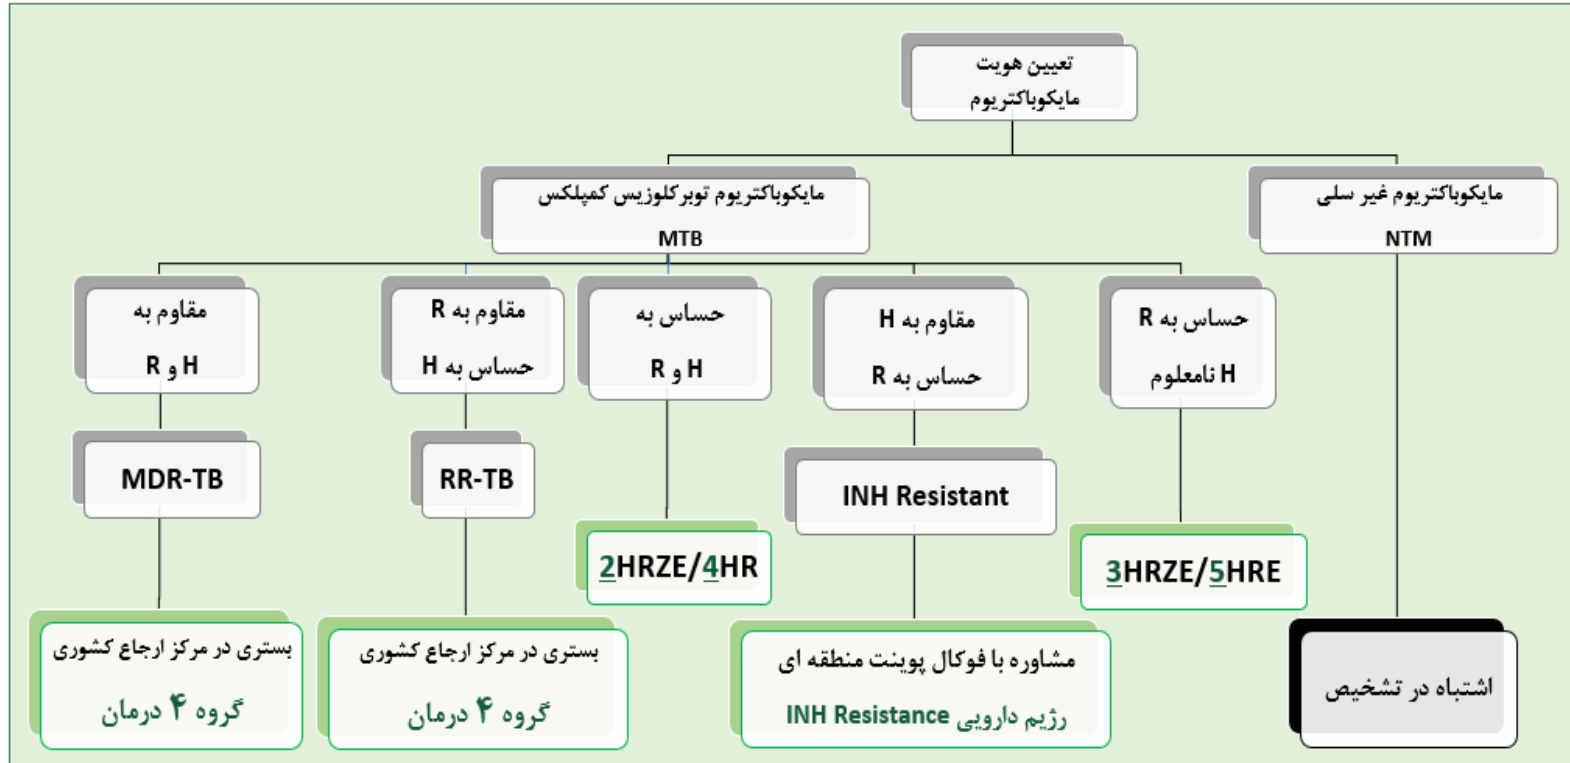 تعیین هویت
مایکوباکتریوم
مایکوباکتریوم غیر سلی
NTM
مایکوباکتریوم توبرکلوزیس کمپلکس
MTB
حساس به R
H نامعلوم
مقاوم به H
حساس به R
حساس به
H و R
مقاوم به R
حساس به H
مقاوم به
H و R
INH Resistant
RR-TB
MDR-TB
3HRZE/5HRE
2HRZE/4HR
اشتباه در تشخیص
مشاوره با فوکال پوینت منطقه ای
رژیم دارویی INH Resistance
بستری در مرکز ارجاع کشوری
گروه ۴ درمان
بستری در مرکز ارجاع کشوری
گروه ۴ درمان